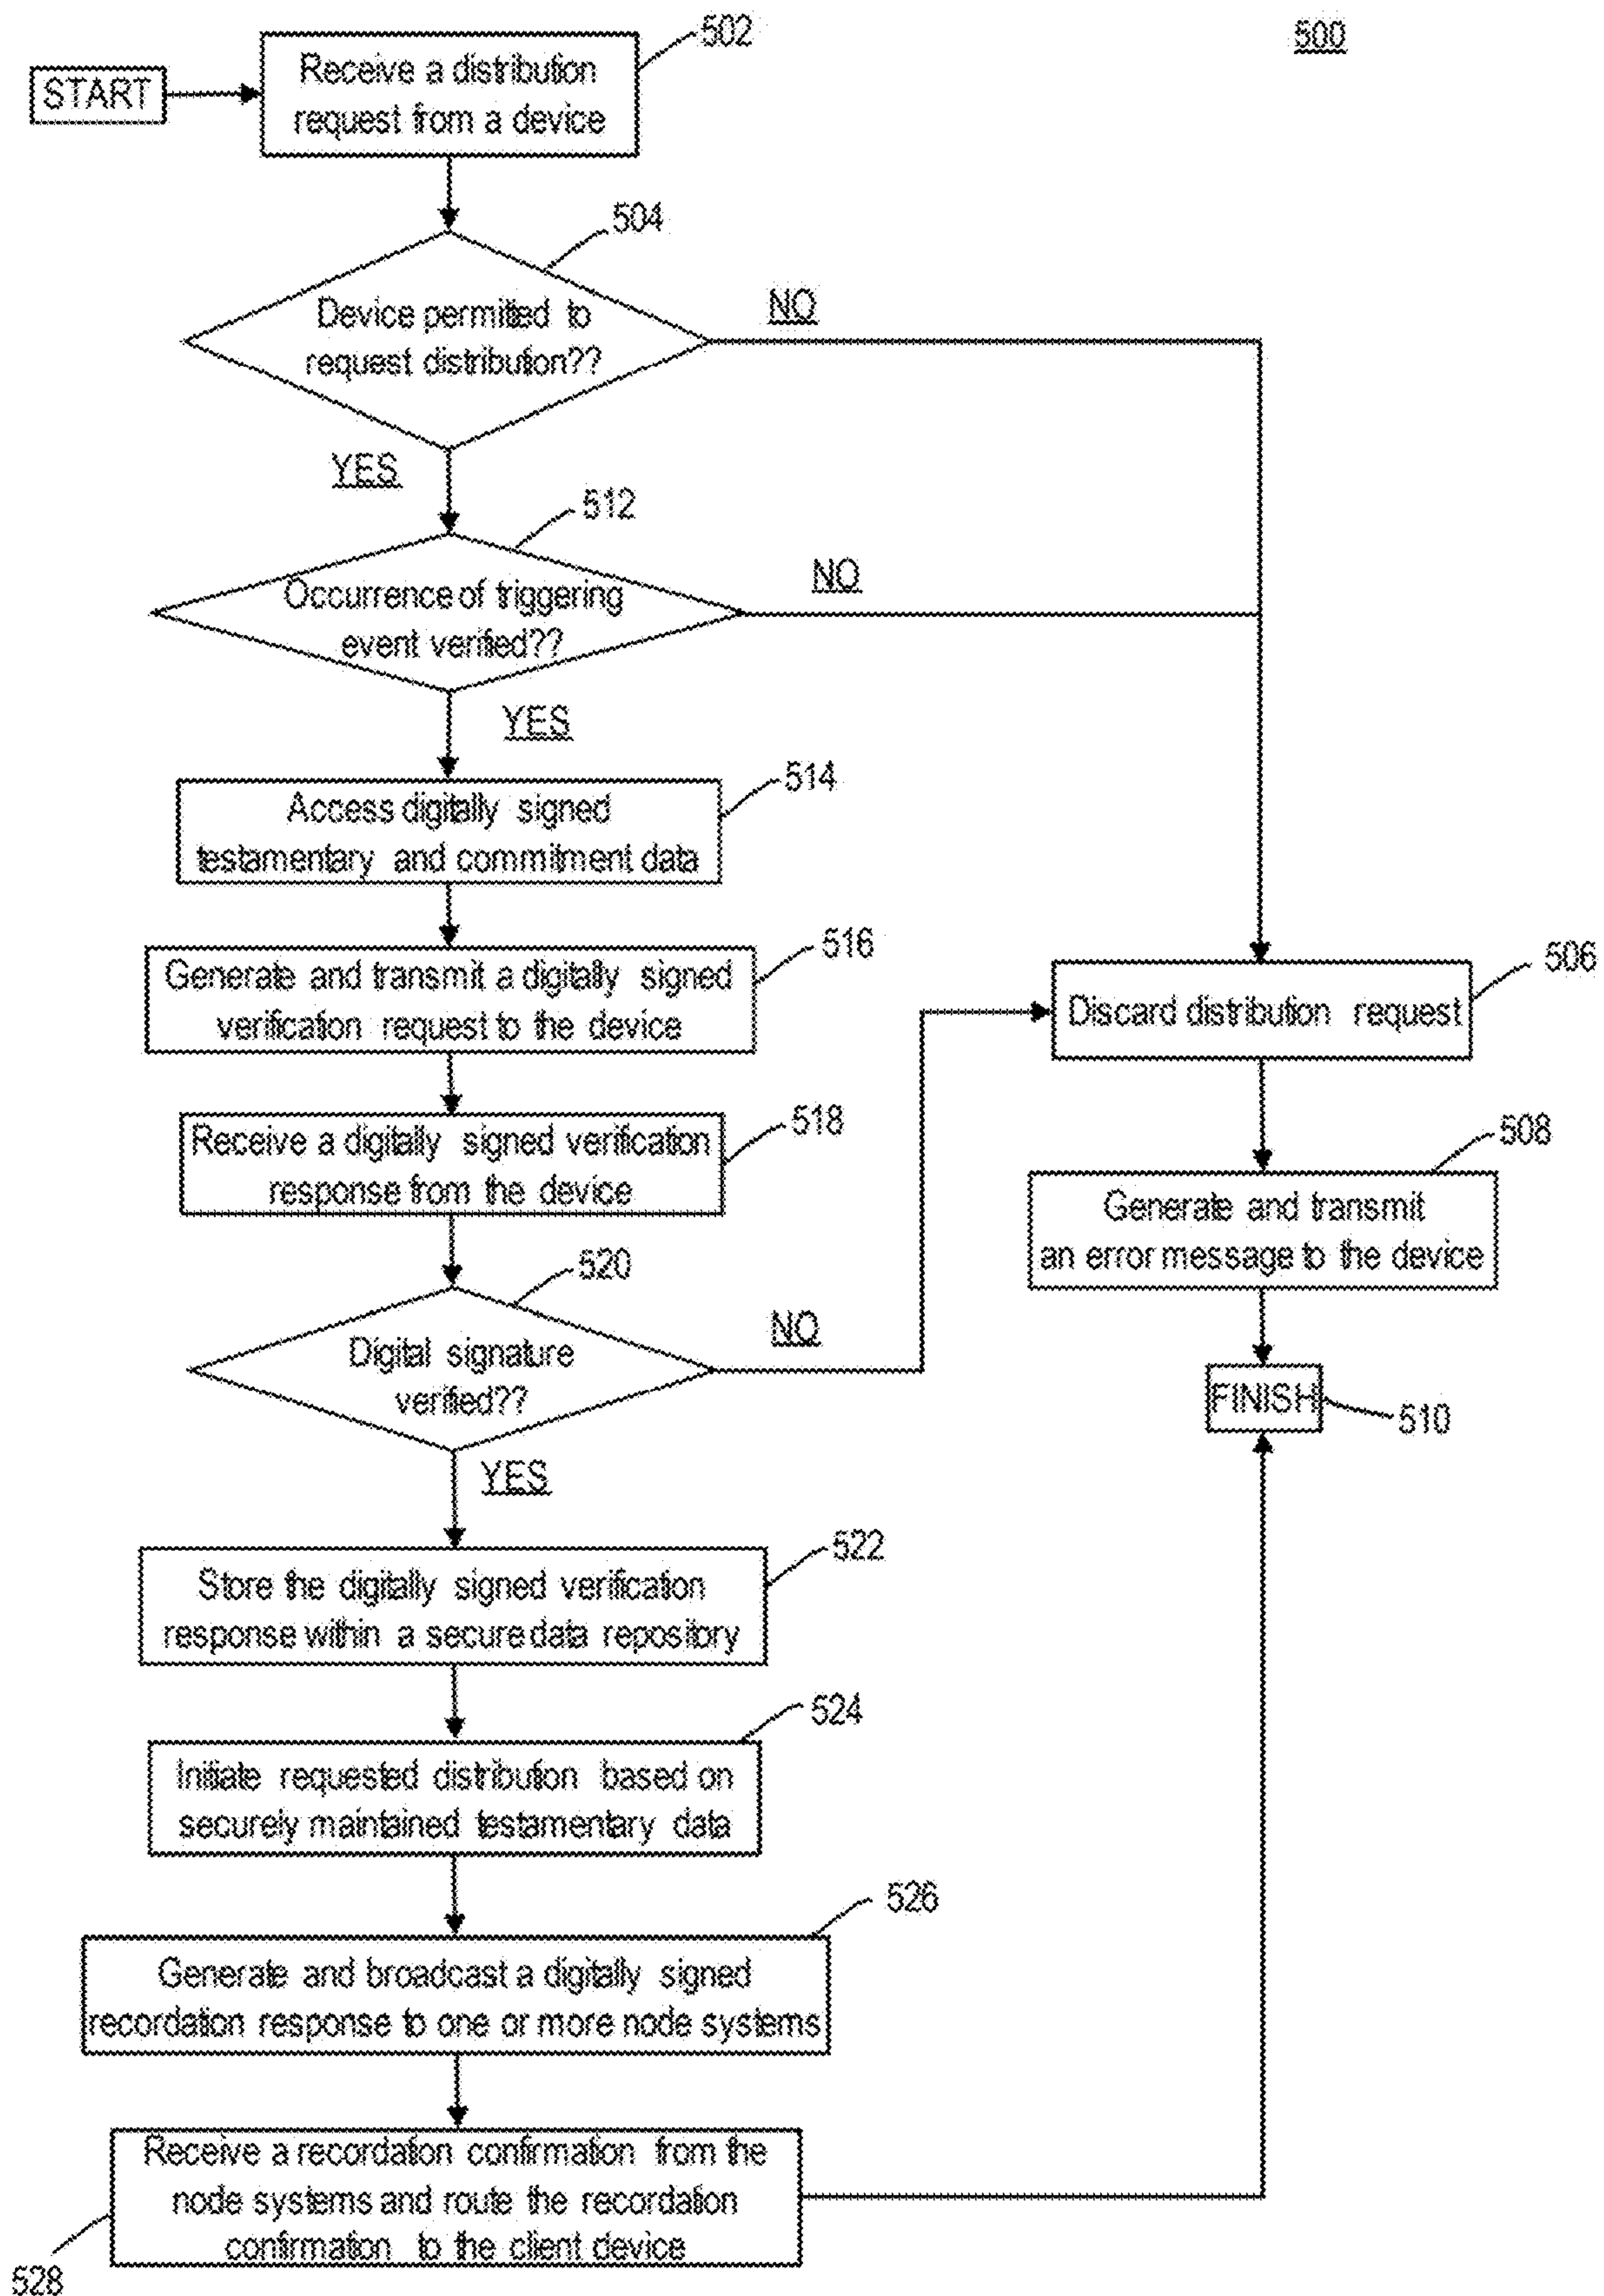 500
502
START
Receive a distribution
request from a device
504
Device permitted to
request distribution??
NO
YES
512
Occurrence of triggering
event verified??
NO
YES
514
Access digitally signed
testamentary and commitment data
516
Generate and transmit a digitally signed
verification request to the device
506
Discard distribution request
518
Receive a digitally signed verification
response from the device
508
Generate and transmit
an error message to the device
520
Digital signature
verified??
NO
YES
FINISH
510
522
Store the digitally signed verification
response within a secure data repository
524
Initiate requested distribution based on
securely maintained testamentary data
526
Generate and broadcast a digitally signed
recordation response to one or more node systems
Receive a recordation confirmation from the
node systems and route the recordation
confirmation to the client device
528